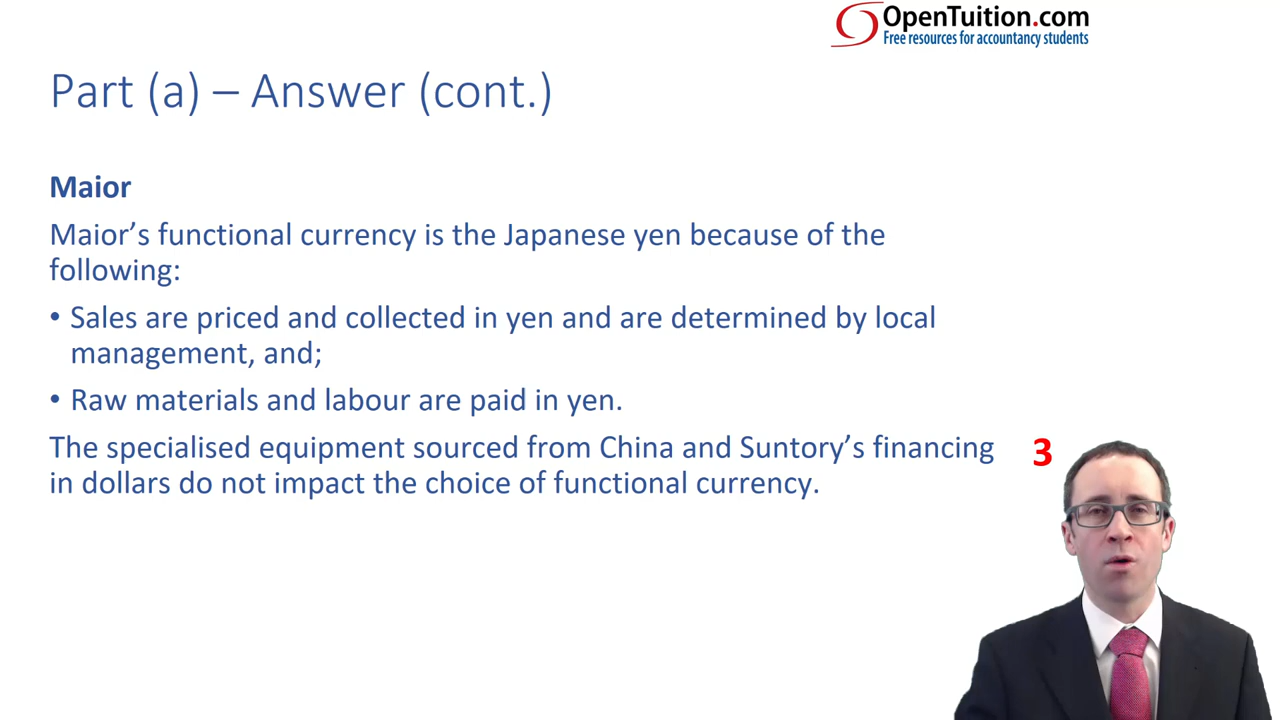 OpenTuition.com
Free resources for accountancy students
Part (a) – Answer (cont.)
Maior
Maior’s functional currency is the Japanese yen because of the
following:
• Sales are priced and collected in yen and are determined by local
management, and;
• Raw materials and labour are paid in yen.
The specialised equipment sourced from China and Suntory’s financing
in dollars do not impact the choice of functional currency.
3